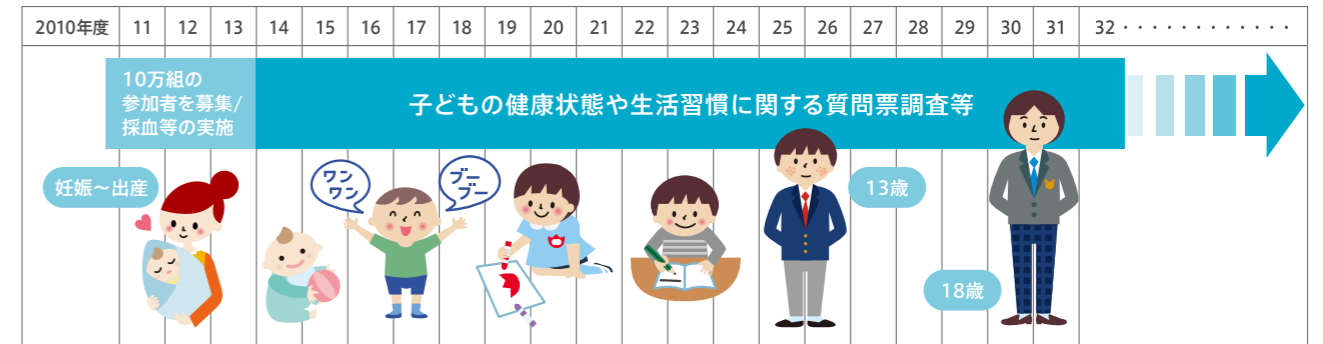 2010年度 11 12 13 14 15 16 17 18 19 20 21 22 23 24 25 26 27 28 29 30 31 32・・・・・・・・・・・・
10万組の
参加者を募集/
採血等の実施
子どもの健康状態や生活習慣に関する質問票調査等
妊娠〜出産
ワン
ワン
ブー
ブー
13歳
18歳